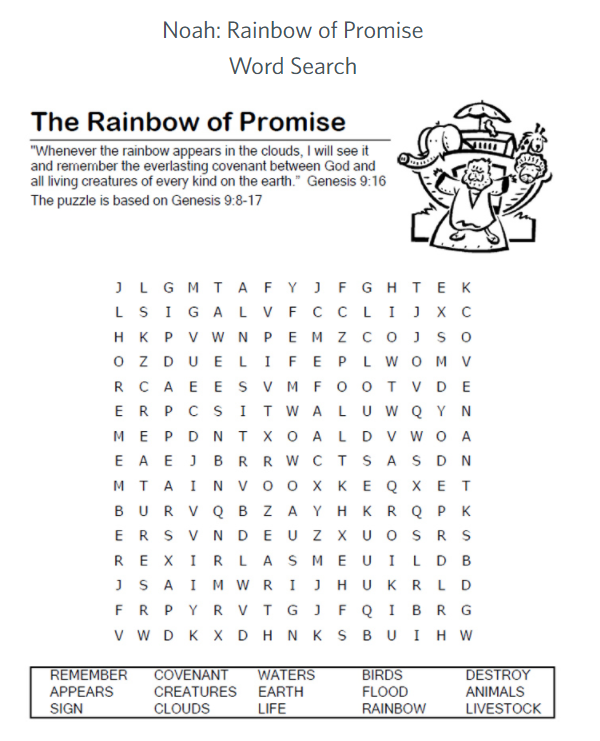 Noah: Rainbow of Promise
Word Search
The Rainbow of Promise
"Whenever the rainbow appears in the clouds, I will see it
and remember the everlasting covenant between God and
all living creatures of every kind on the earth." Genesis 9:16
The puzzle is based on Genesis 9:8-17
J L G M T A F Y J F G H T E K
L S I G A L V F C C L I J X C
H K P V W N P E M Z C O J S O
O Z D U E L I F E P L W O M V
R C A E E S V M F O O T V D E
E R P C S I T W A L U W Q Y N
M E P D N T X O A L D V W O A
E A E J B R R W C T S A S D N
M T A I N V O O X K E Q X E T
B U R V Q B Z A Y H K R Q P K
E R S V N D E U Z X U O S R S
R E X I R L A S M E U I L D B
J S A I M W R I J H U K R L D
F R P Y R V T G J F Q I B R G
V W D K X D H N K S B U I H W
REMEMBER COVENANT WATERS BIRDS DESTROY
APPEARS CREATURES EARTH FLOOD ANIMALS
SIGN CLOUDS LIFE RAINBOW LIVESTOCK